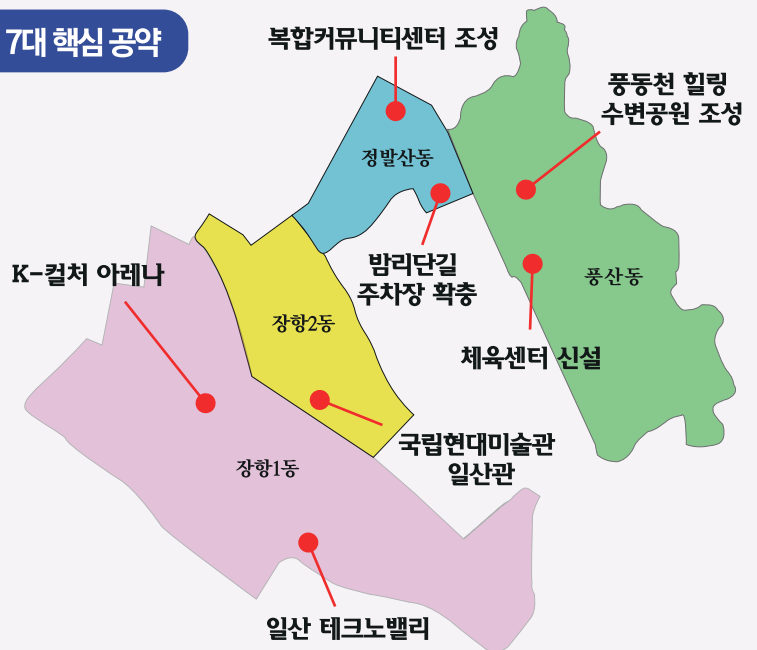 7대 핵심 공약
복합커뮤니티센터 조성
풍동천 힐링
수변공원 조성
정발산동
밤리단길
주차장 확충
풍산동
K-컬처 아레나
장항2동
체육센터 신설
국립현대미술관
일산관
장항1동
일산 테크노밸리